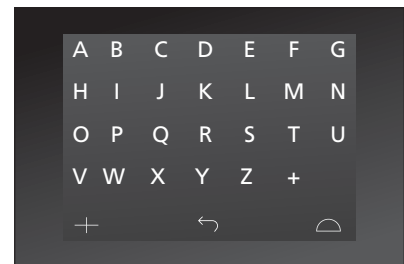 A B C D E F G
H I J K L M N
O P Q R S T U
V W X Y Z +